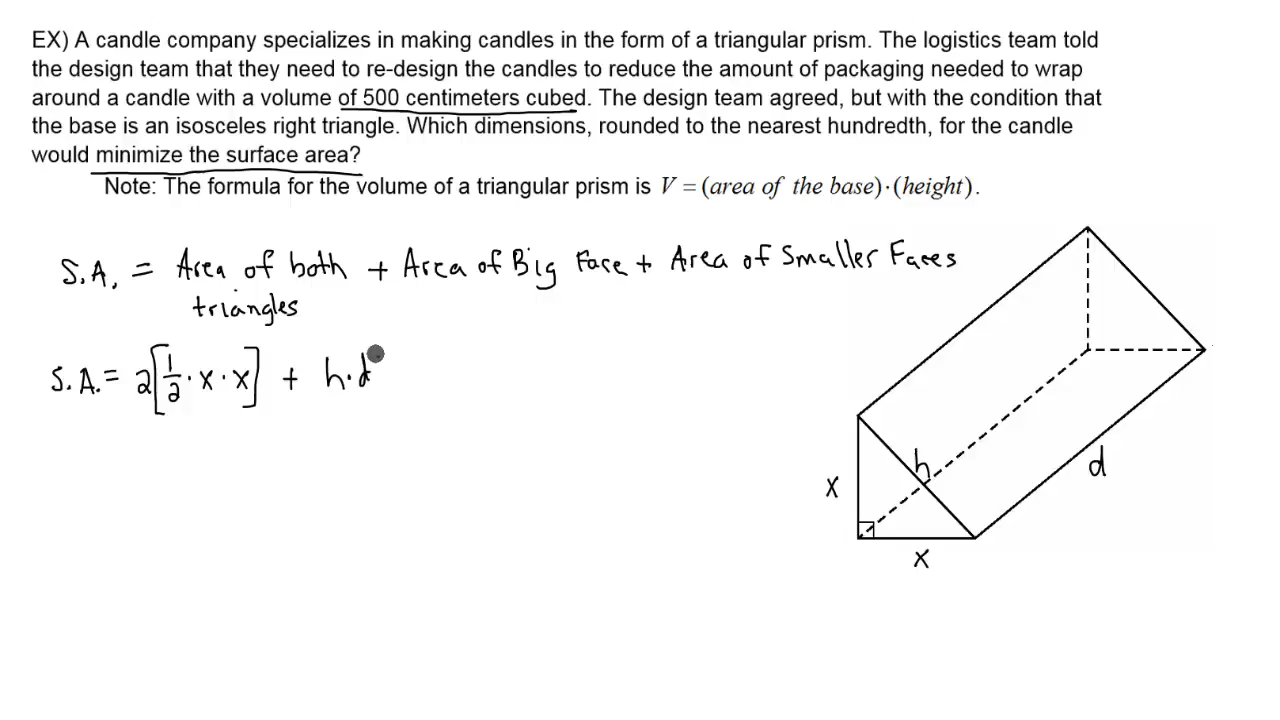 EX) A candle company specializes in making candles in the form of a triangular prism. The logistics team told
the design team that they need to re-design the candles to reduce the amount of packaging needed to wrap
around a candle with a volume of 500 centimeters cubed. The design team agreed, but with the condition that
the base is an isosceles right triangle. Which dimensions, rounded to the nearest hundredth, for the candle
would minimize the surface area?
Note: The formula for the volume of a triangular prism is V = (area of the base)·(height).
S.A. = Area of both + Area of Big Face + Area of Smaller Faces
triangles
S.A. = 2[1/2 · x · x] + h·d
h
d
x
x